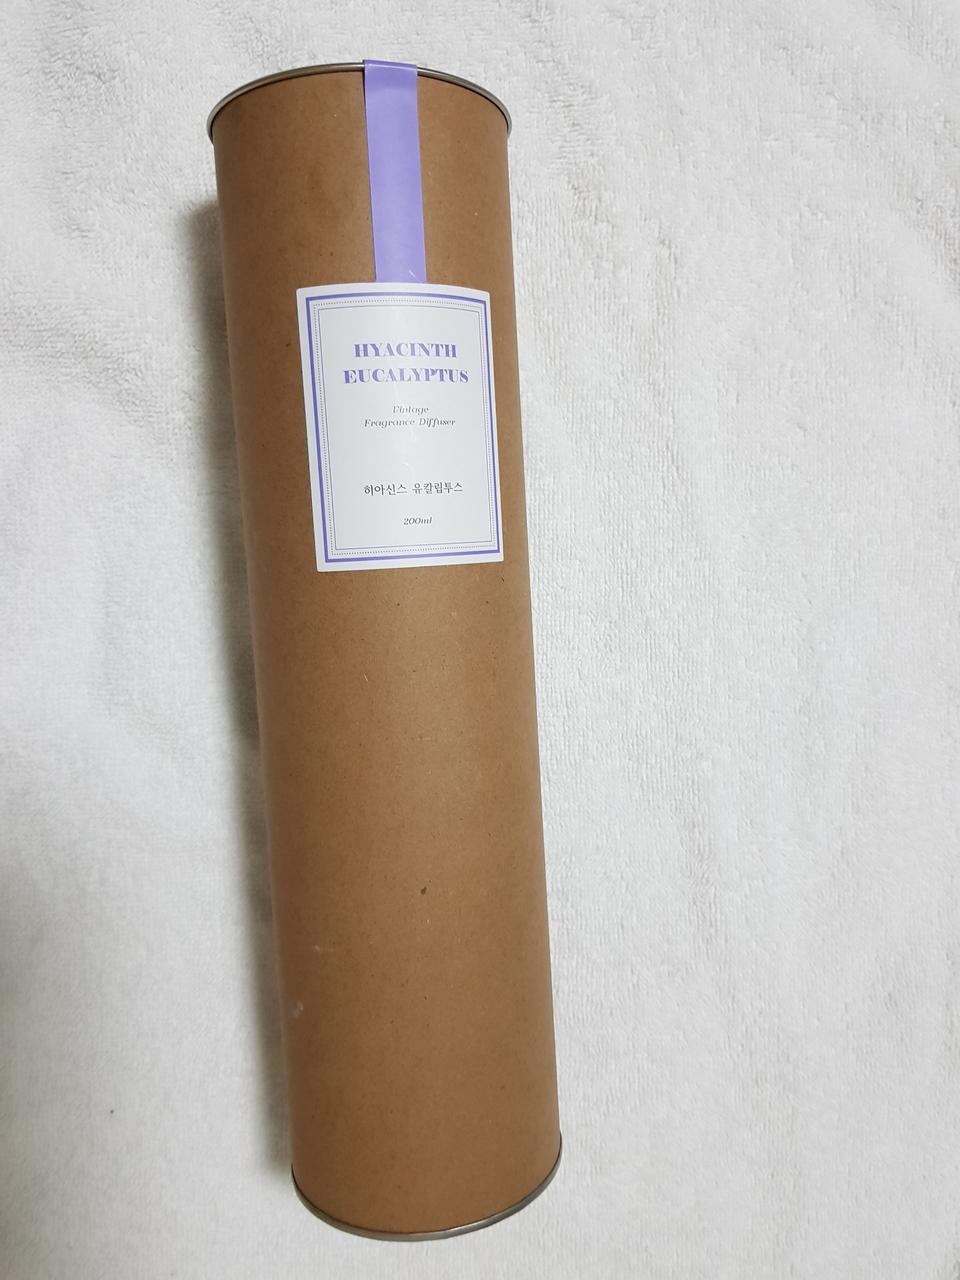 HYACINTH
EUCALYPTUS
Vintage
Fragrance Diffuser
히아신스 유칼립투스
200ml